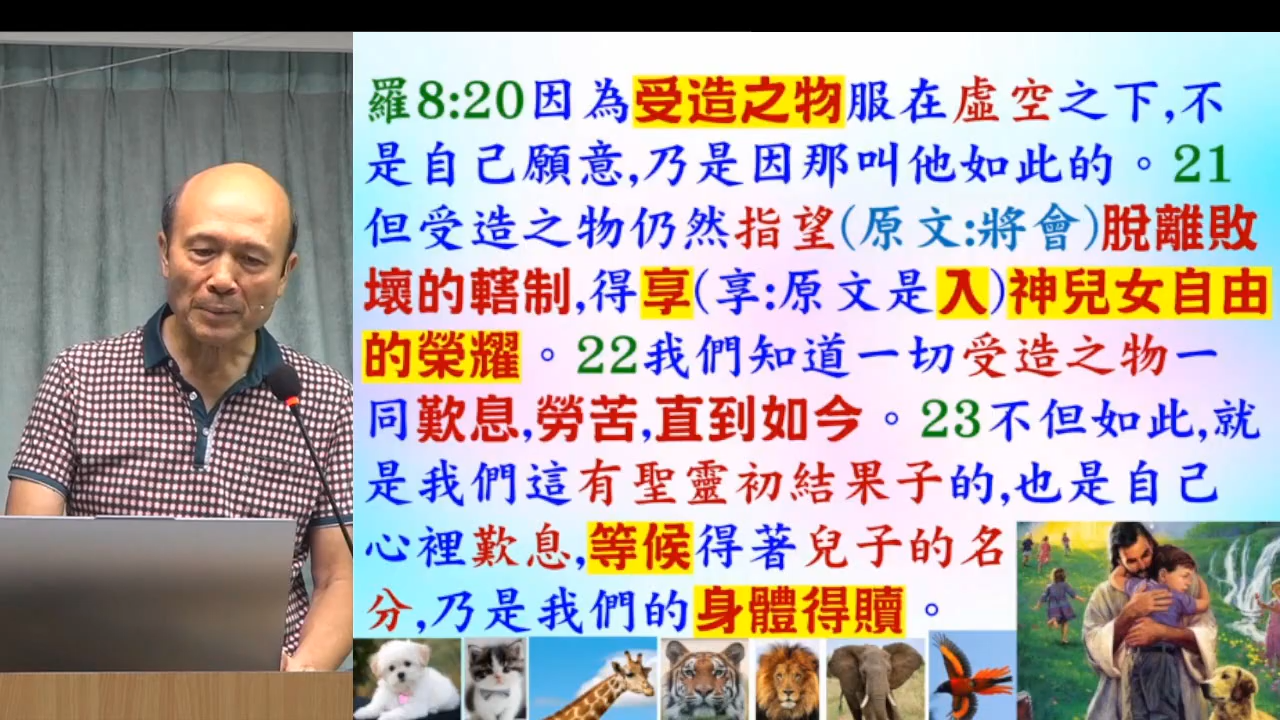 羅8:20因為受造之物服在虛空之下,不
是自己願意,乃是因那叫他如此的。21
但受造之物仍然指望(原文:將會)脫離敗
壞的轄制,得享(享:原文是入)神兒女自由
的榮耀。22我們知道一切受造之物一
同歎息,勞苦,直到如今。23不但如此,就
是我們這有聖靈初結果子的,也是自己
心裡歎息,等候得著兒子的名
分,乃是我們的身體得贖。